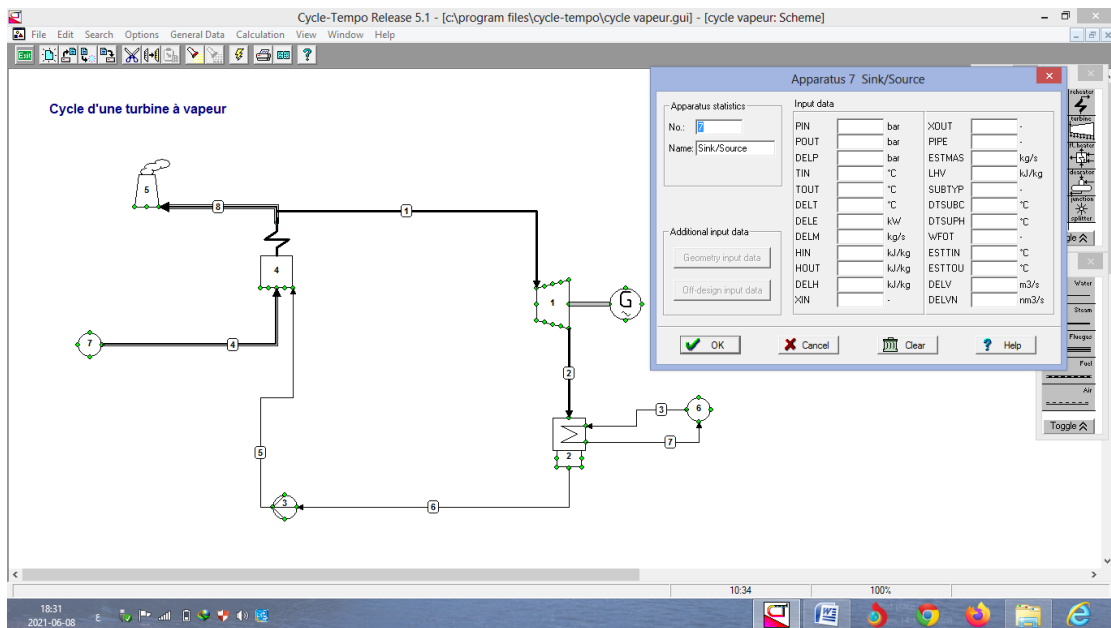 Cycle-Tempo Release 5.1 - [c:\program files\cycle-tempo\cycle vapeur.gui] - [cycle vapeur: Scheme]
File Edit Search Options General Data Calculation View Window Help
Exit
Cycle d'une turbine à vapeur
5
8
1
4
1
G
7
4
2
3
6
7
2
5
3
6
Apparatus 7 Sink/Source
Apparatus statistics
No.: 7
Name: Sink/Source
Additional input data
Geometry input data
Off-design input data
Input data
PIN bar XOUT -
POUT bar PIPE -
DELP bar ESTMAS kg/s
TIN °C LHV kJ/kg
TOUT °C SUBTYP -
DELT °C DTSUBC °C
DELE kW DTSUPH °C
DELM kg/s WFOT -
HIN kJ/kg ESTTIN °C
HOUT kJ/kg ESTTOU °C
DELH kJ/kg DELV m3/s
XIN - DELVN nm3/s
OK Cancel Clear Help
reheater
turbine
fl.heater
deaerator
junction
splitter
gle
Water
Steam
Fluegas
Fuel
Air
Toggle
10:34 100%
18:31
2021-06-08
ع